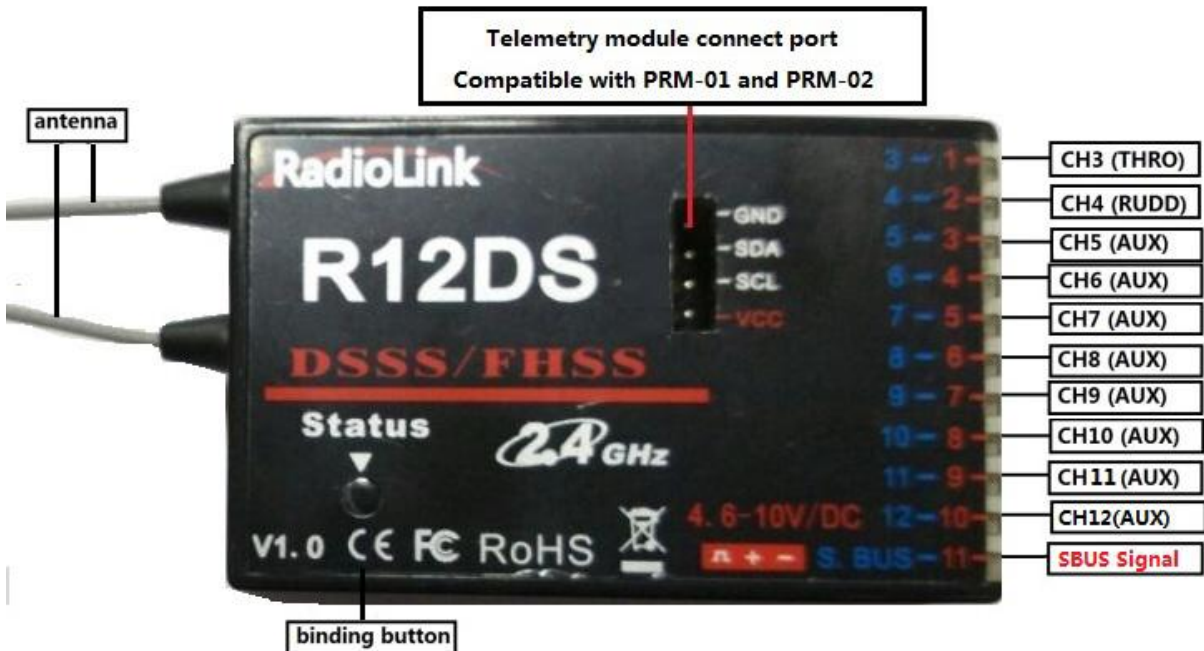 Telemetry module connect port
Compatible with PRM-01 and PRM-02
antenna
RadioLink
R12DS
DSSS/FHSS
Status
2.4 GHz
V1.0 CE FC RoHS
GND
SDA
SCL
VCC
3 - 1 - CH3 (THRO)
4 - 2 - CH4 (RUDD)
5 - 3 - CH5 (AUX)
6 - 4 - CH6 (AUX)
7 - 5 - CH7 (AUX)
8 - 6 - CH8 (AUX)
9 - 7 - CH9 (AUX)
10 - 8 - CH10 (AUX)
11 - 9 - CH11 (AUX)
4.6-10V/DC 12 - 10 - CH12(AUX)
+ - S.BUS - 11 - SBUS Signal
binding button